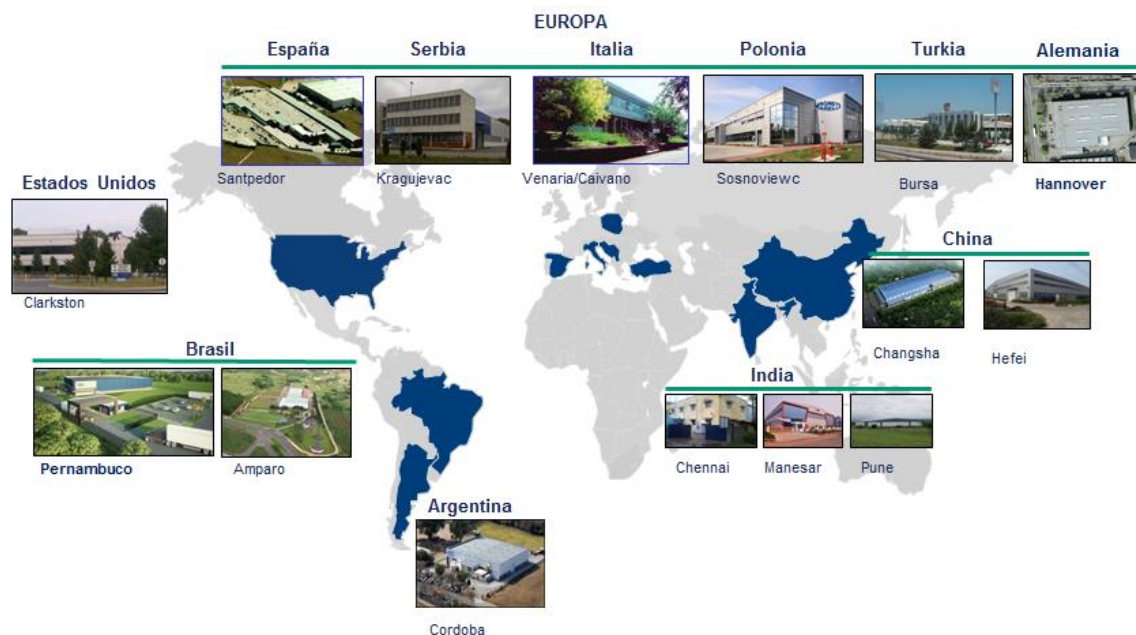 EUROPA
España Serbia Italia Polonia Turkia Alemania
Santpedor Kragujevac Venaria/Caivano Sosnoviewc Bursa Hannover
Estados Unidos
Clarkston
China
Changsha Hefei
Brasil
Pernambuco Amparo
India
Chennai Manesar Pune
Argentina
Cordoba